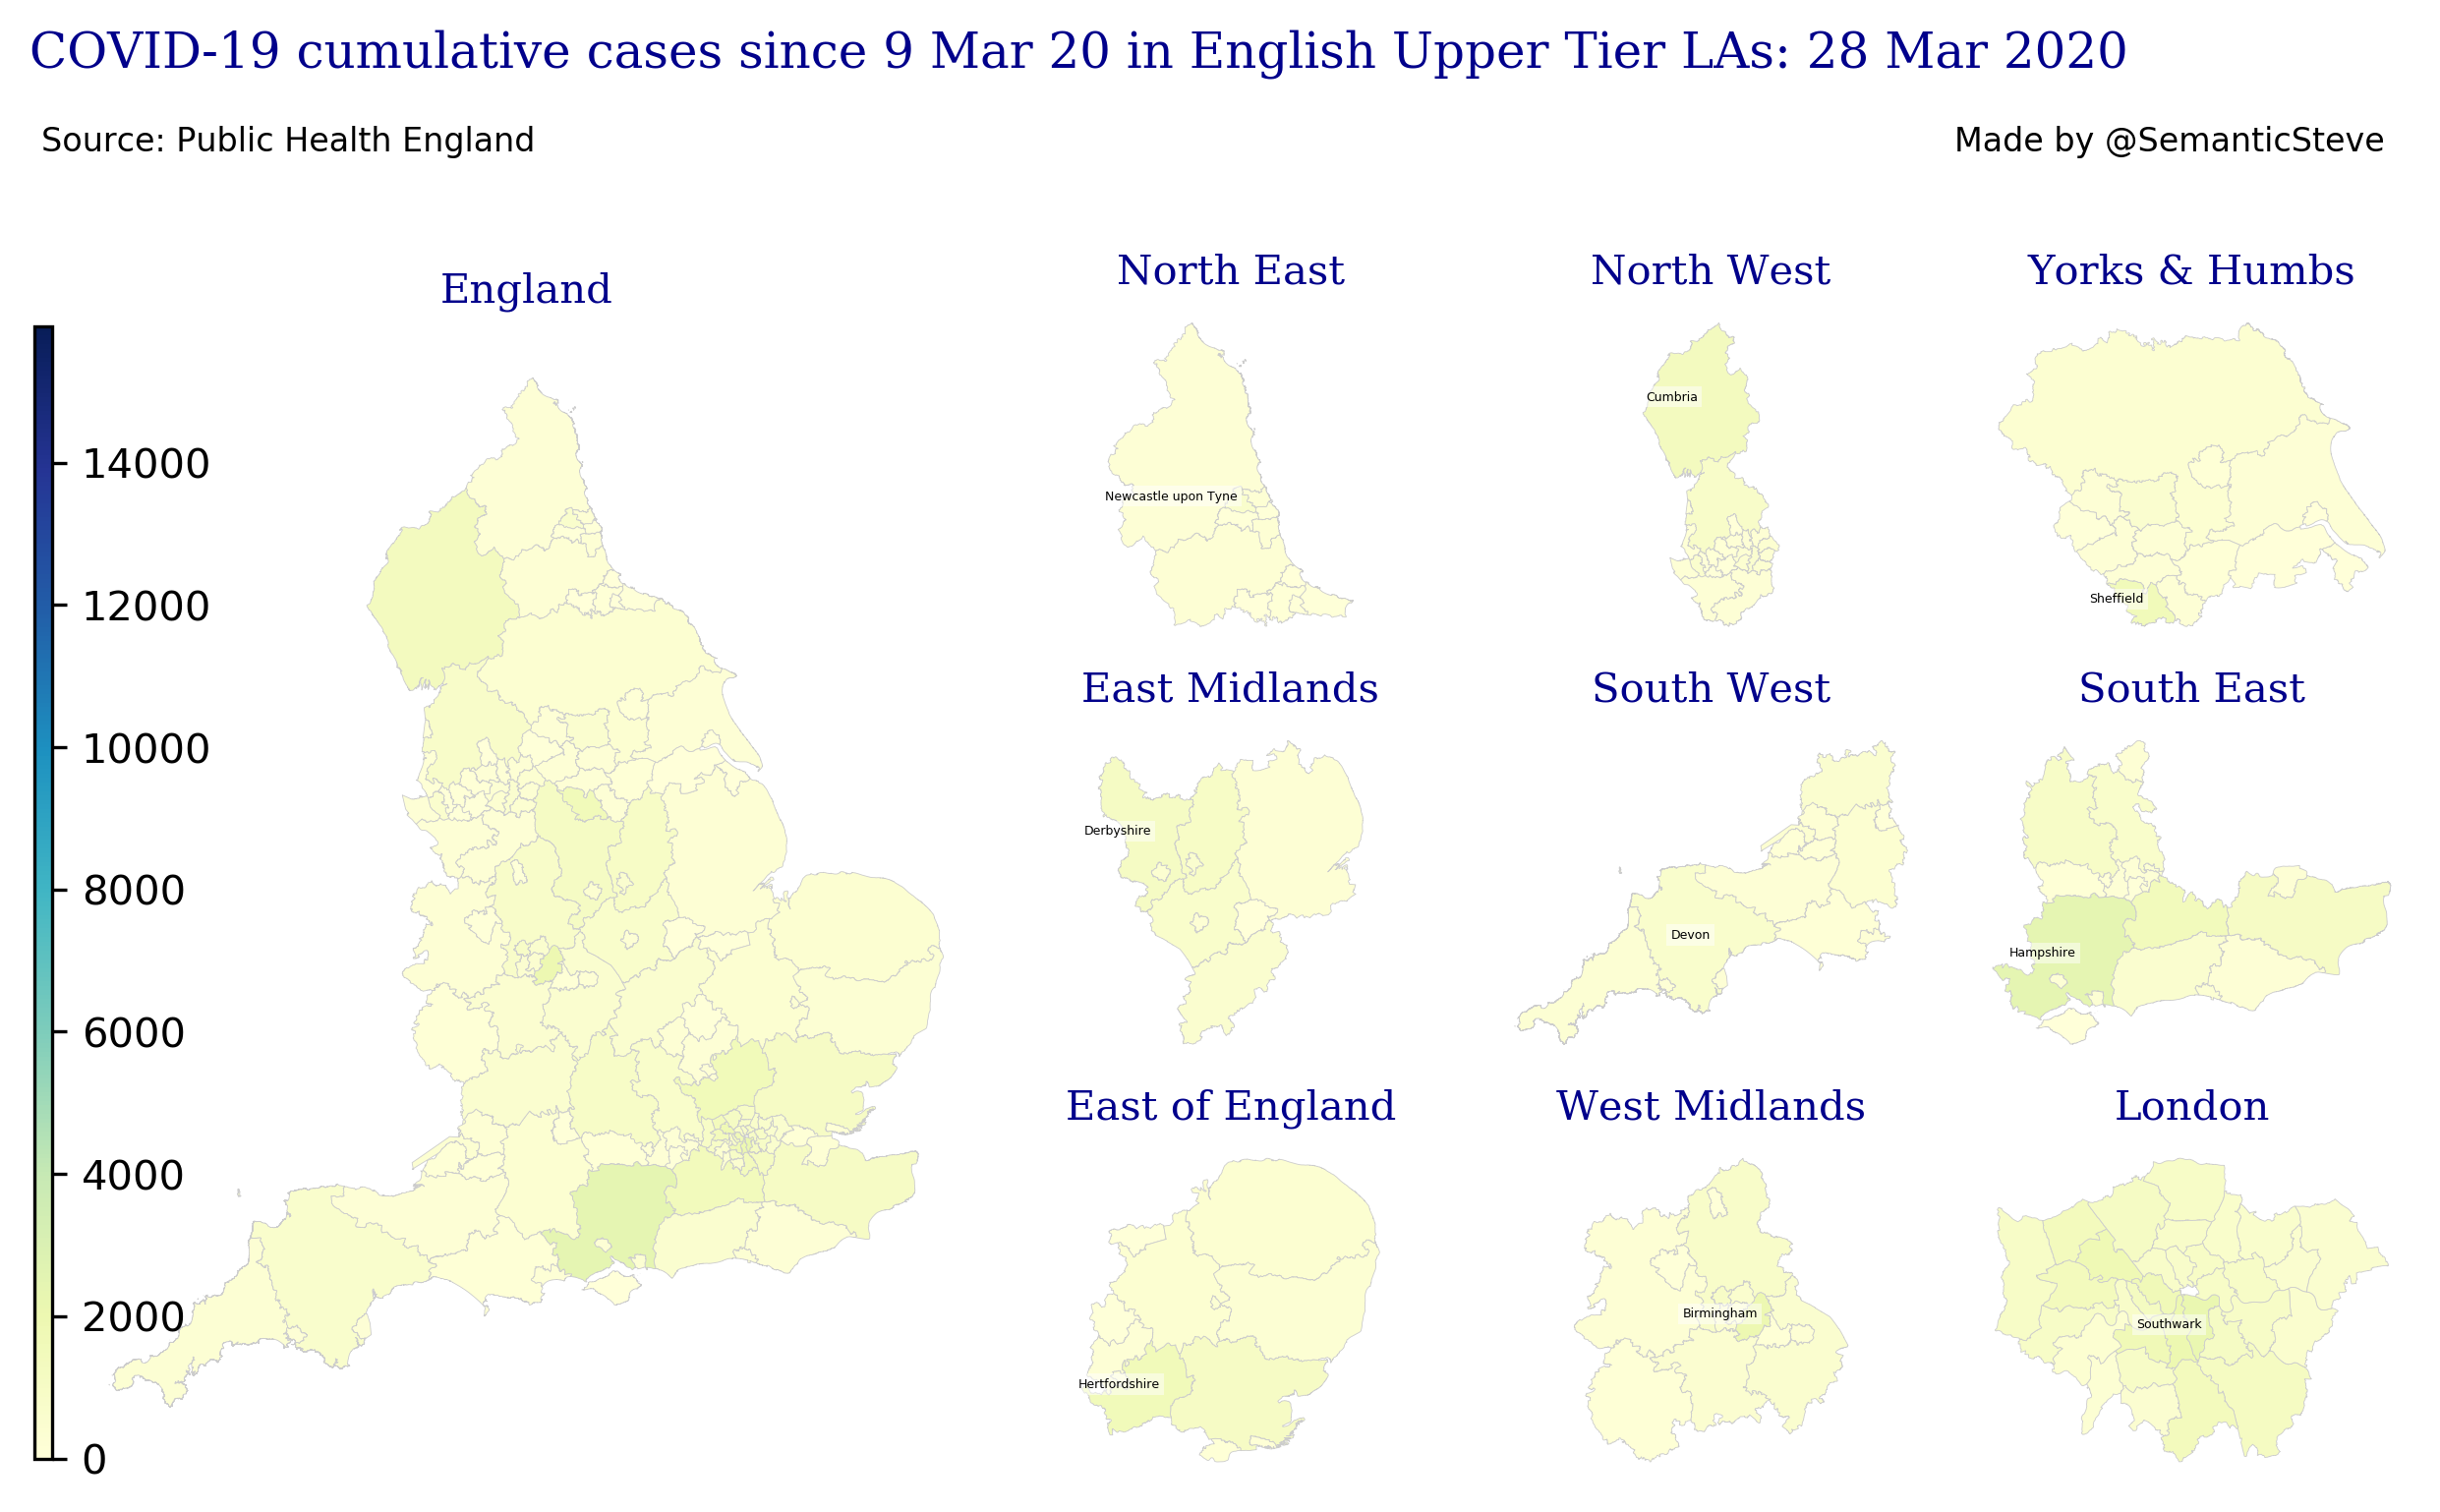 COVID-19 cumulative cases since 9 Mar 20 in English Upper Tier LAs: 28 Mar 2020
Source: Public Health England
Made by @SemanticSteve
England
14000
12000
10000
8000
6000
4000
2000
0
North East
Newcastle upon Tyne
North West
Cumbria
Yorks & Humbs
Sheffield
East Midlands
Derbyshire
South West
Devon
South East
Hampshire
East of England
Hertfordshire
West Midlands
Birmingham
London
Southwark